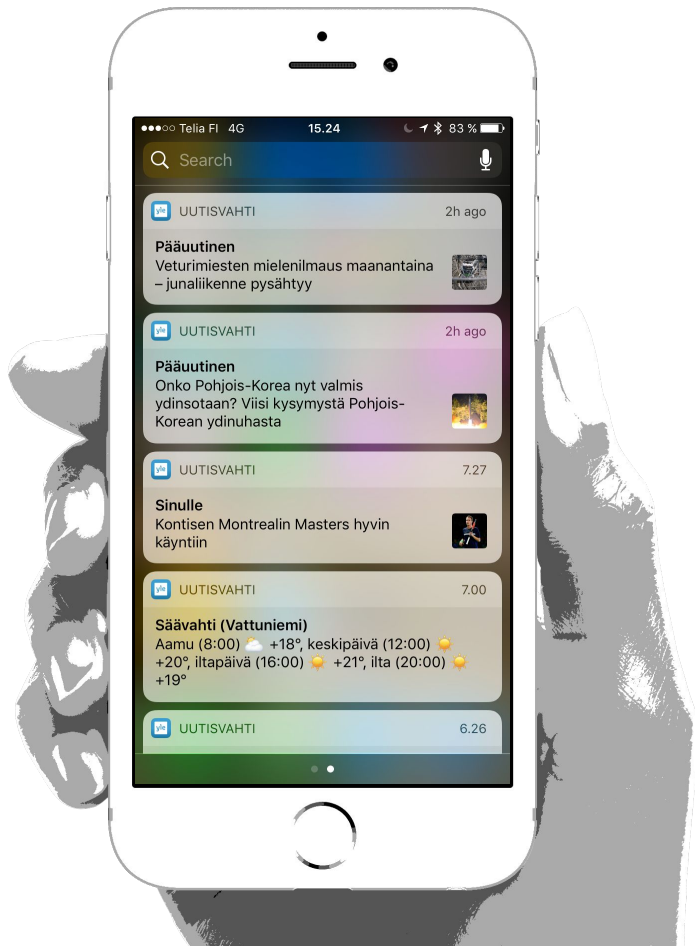 Telia FI 4G 15.24 83 %
Search
yle UUTISVAHTI 2h ago
Pääuutinen
Veturimiesten mielenilmaus maanantaina
– junaliikenne pysähtyy
yle UUTISVAHTI 2h ago
Pääuutinen
Onko Pohjois-Korea nyt valmis
ydinsotaan? Viisi kysymystä Pohjois-
Korean ydinuhasta
yle UUTISVAHTI 7.27
Sinulle
Kontisen Montrealin Masters hyvin
käyntiin
yle UUTISVAHTI 7.00
Säävahti (Vattuniemi)
Aamu (8:00) ⛅ +18°, keskipäivä (12:00) ☀️
+20°, iltapäivä (16:00) ☀️ +21°, ilta (20:00) ☀️
+19°
yle UUTISVAHTI 6.26